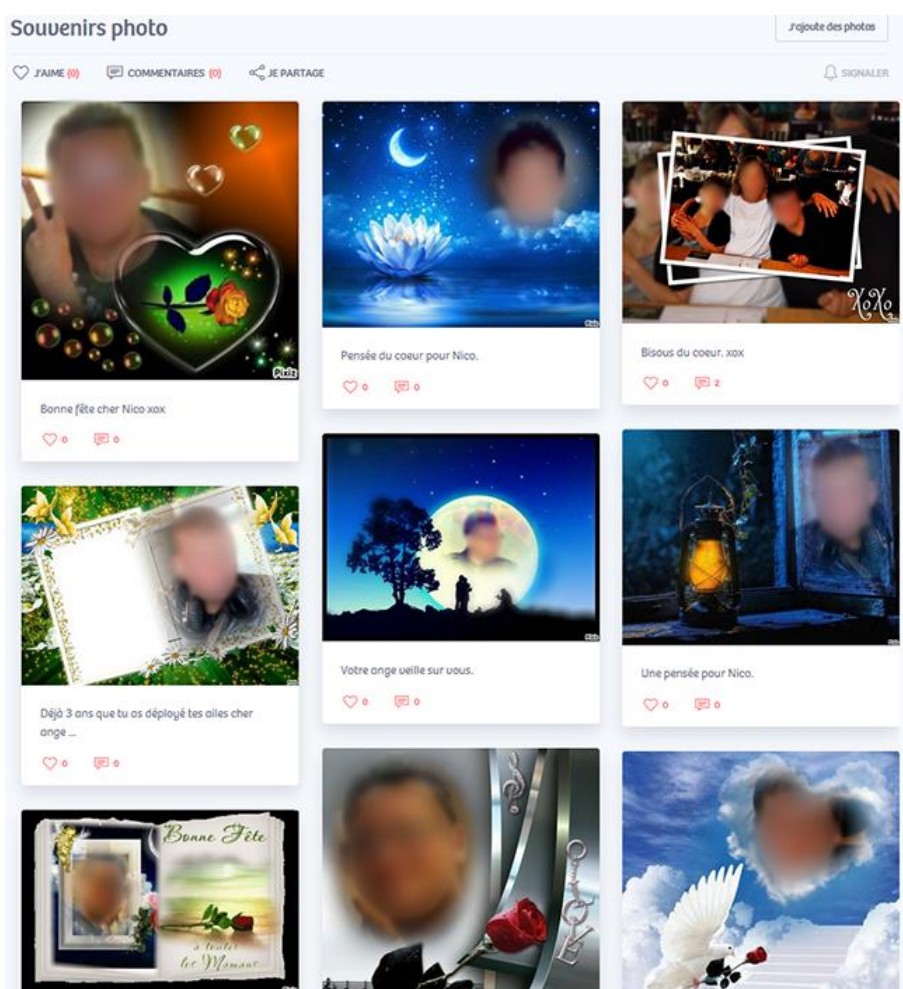 Souvenirs photo
J'ajoute des photos
J'AIME (0) COMMENTAIRES (0) JE PARTAGE
SIGNALER
Pixiz
Bonne fête cher Nico xox
0 0
Pixiz
Pensée du coeur pour Nico.
0 0
XoXo
Bisous du coeur. xox
0 2
Déjà 3 ans que tu as déployé tes ailes cher
ange ...
0 0
Pixiz
Votre ange veille sur vous.
0 0
Pixiz
Une pensée pour Nico.
0 0
Bonne Fête
à toutes
les Mamans...